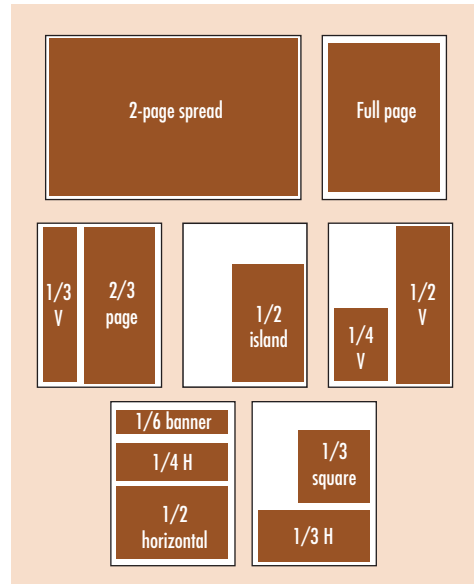 2-page spread
Full page
1/3
V
2/3
page
1/2
island
1/4
V
1/2
V
1/6 banner
1/4 H
1/2
horizontal
1/3
square
1/3 H